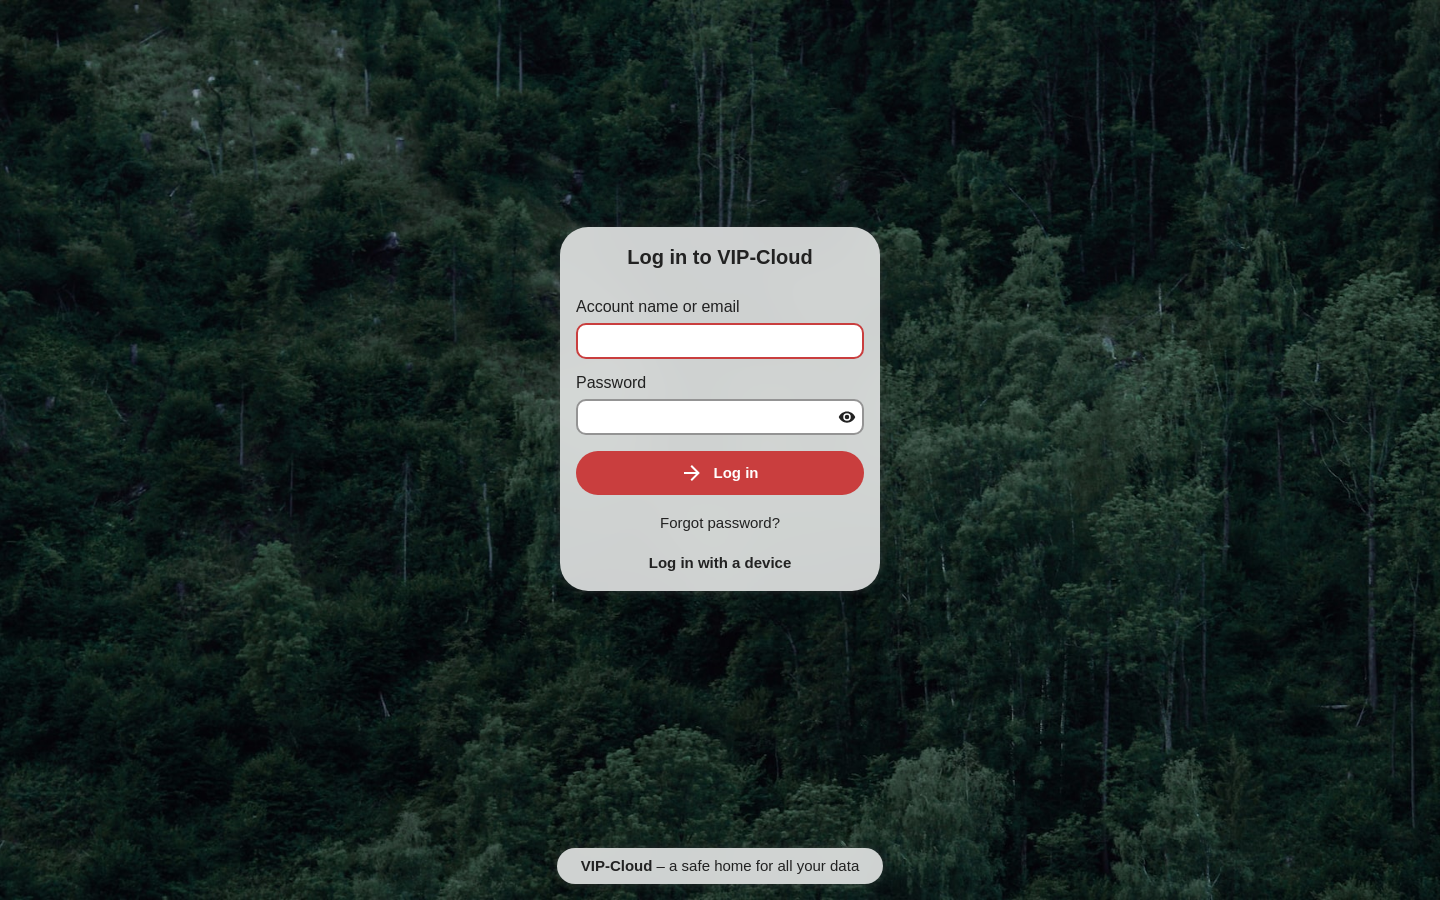 Log in to VIP-Cloud
Account name or email
Password
Log in
Forgot password?
Log in with a device
VIP-Cloud – a safe home for all your data